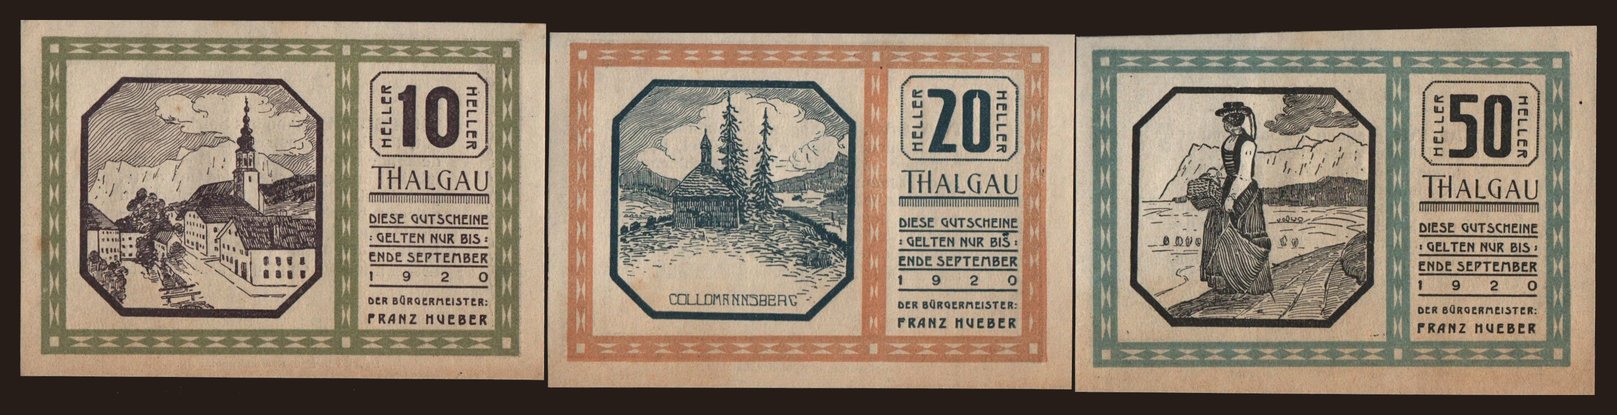 HELLER 10 HELLER
THALGAU
DIESE GUTSCHEINE
: GELTEN NUR BIS :
ENDE SEPTEMBER
1920
DER BÜRGERMEISTER:
FRANZ HUEBER
COLLOMANNSBERG
HELLER 20 HELLER
THALGAU
DIESE GUTSCHEINE
: GELTEN NUR BIS :
ENDE SEPTEMBER
1920
DER BÜRGERMEISTER:
FRANZ HUEBER
HELLER 50 HELLER
THALGAU
DIESE GUTSCHEINE
: GELTEN NUR BIS :
ENDE SEPTEMBER
1920
DER BÜRGERMEISTER:
FRANZ HUEBER